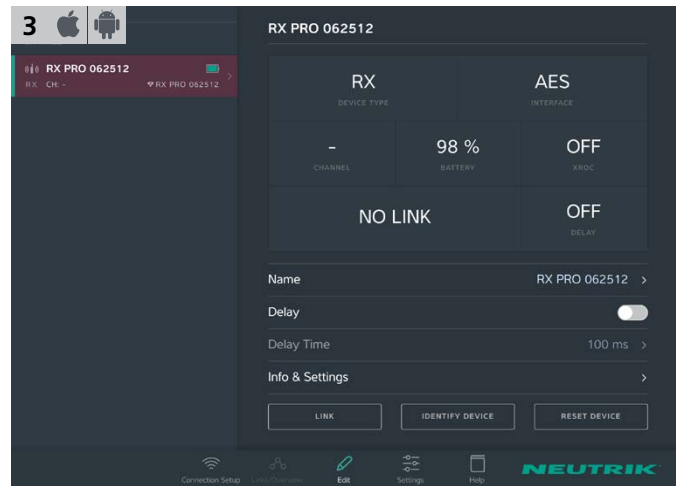 3
RX PRO 062512
RX PRO 062512
RX CH: - RX PRO 062512
RX
DEVICE TYPE
AES
INTERFACE
-
CHANNEL
98 %
BATTERY
OFF
XROC
NO LINK
OFF
DELAY
Name RX PRO 062512 >
Delay
Delay Time 100 ms >
Info & Settings >
LINK IDENTIFY DEVICE RESET DEVICE
Connection Setup Links Overview Edit Settings Help NEUTRIK